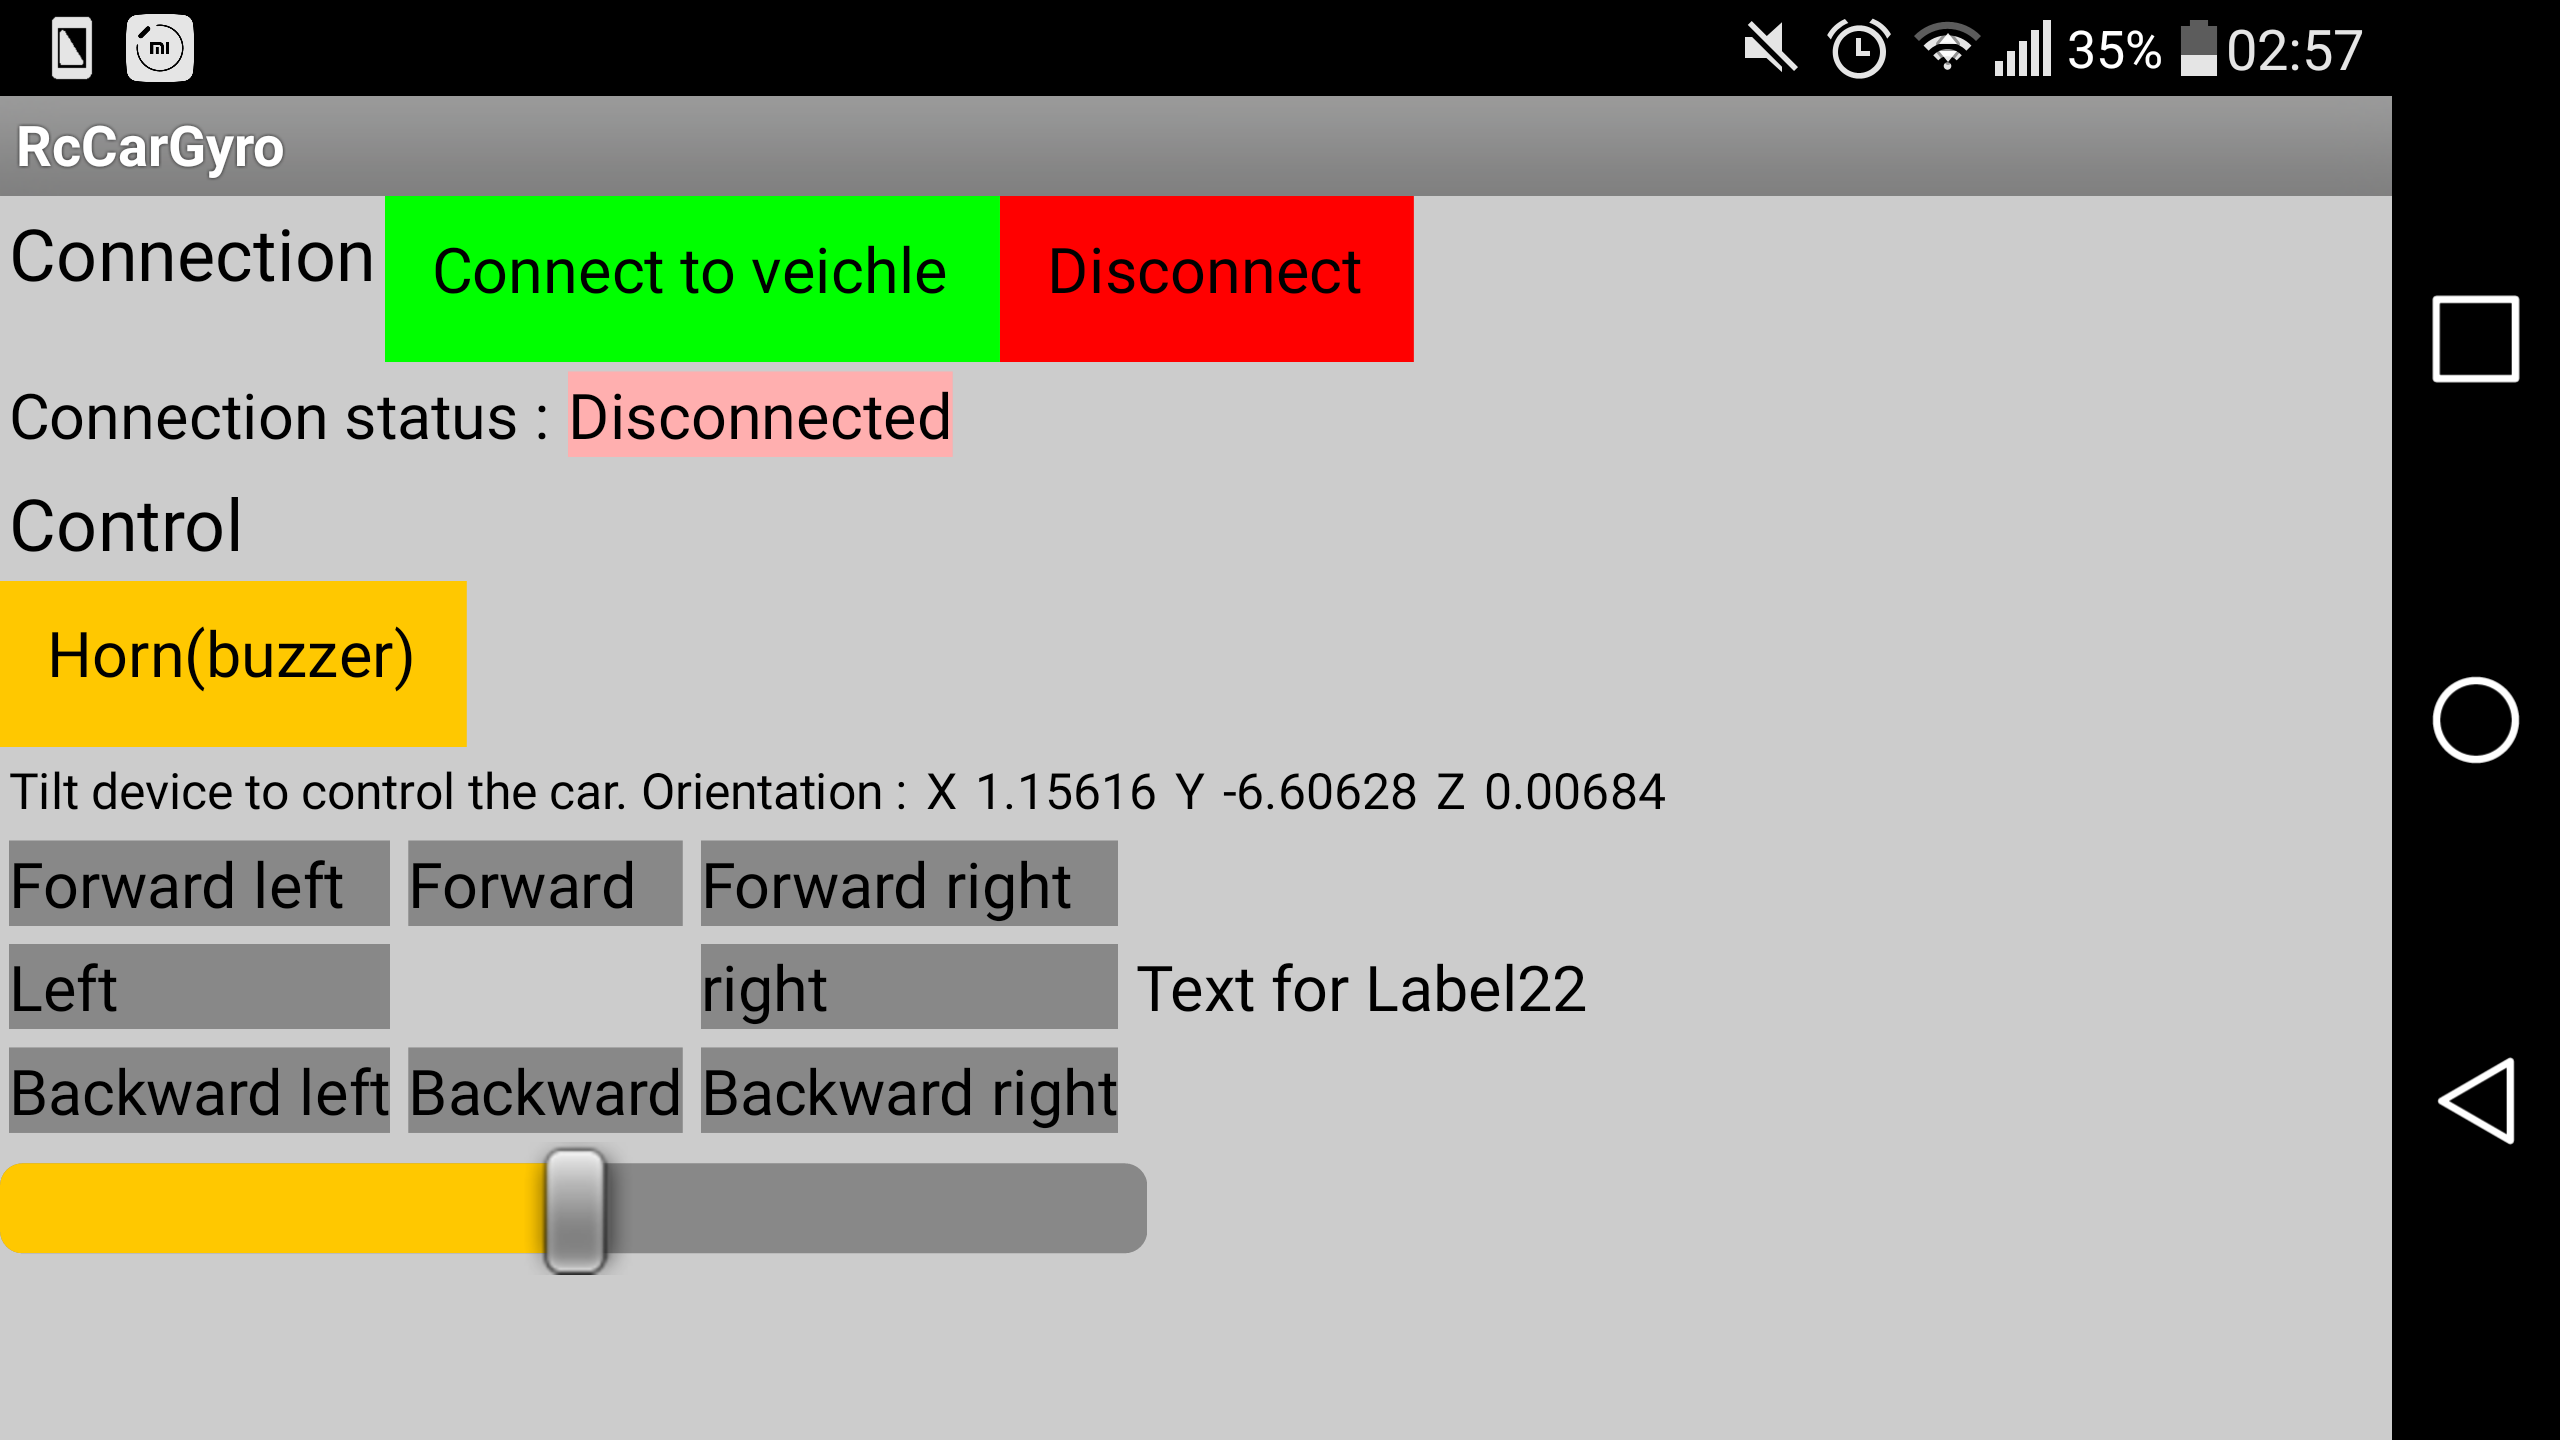 MI 35% 02:57
RcCarGyro
Connection Connect to veichle Disconnect
Connection status : Disconnected
Control
Horn(buzzer)
Tilt device to control the car. Orientation : X 1.15616 Y -6.60628 Z 0.00684
Forward left Forward Forward right
Left right Text for Label22
Backward left Backward Backward right